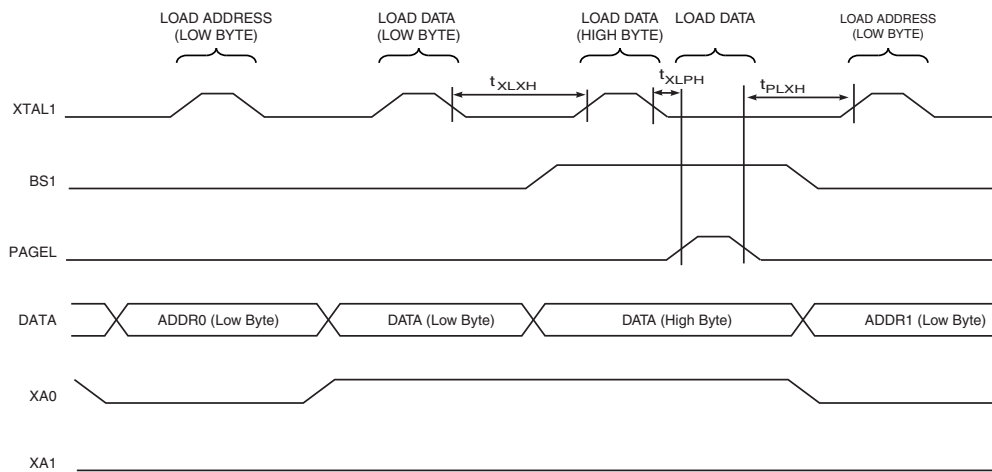 LOAD ADDRESS
(LOW BYTE)
LOAD DATA
(LOW BYTE)
LOAD DATA
(HIGH BYTE)
LOAD DATA
LOAD ADDRESS
(LOW BYTE)
tXLXH
tXLPH
tPLXH
XTAL1
BS1
PAGEL
DATA
ADDR0 (Low Byte)
DATA (Low Byte)
DATA (High Byte)
ADDR1 (Low Byte)
XA0
XA1